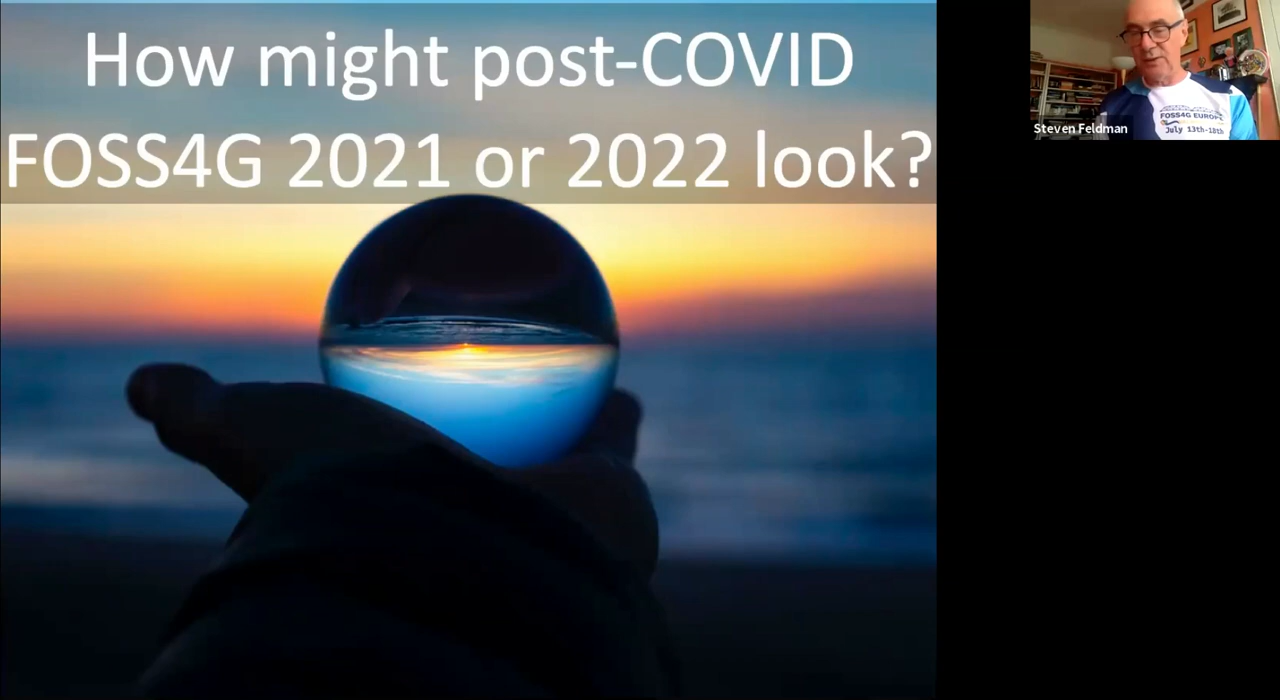 How might post-COVID
FOSS4G 2021 or 2022 look?
Steven Feldman
FOSS4G EUROPE
July 13th-18th